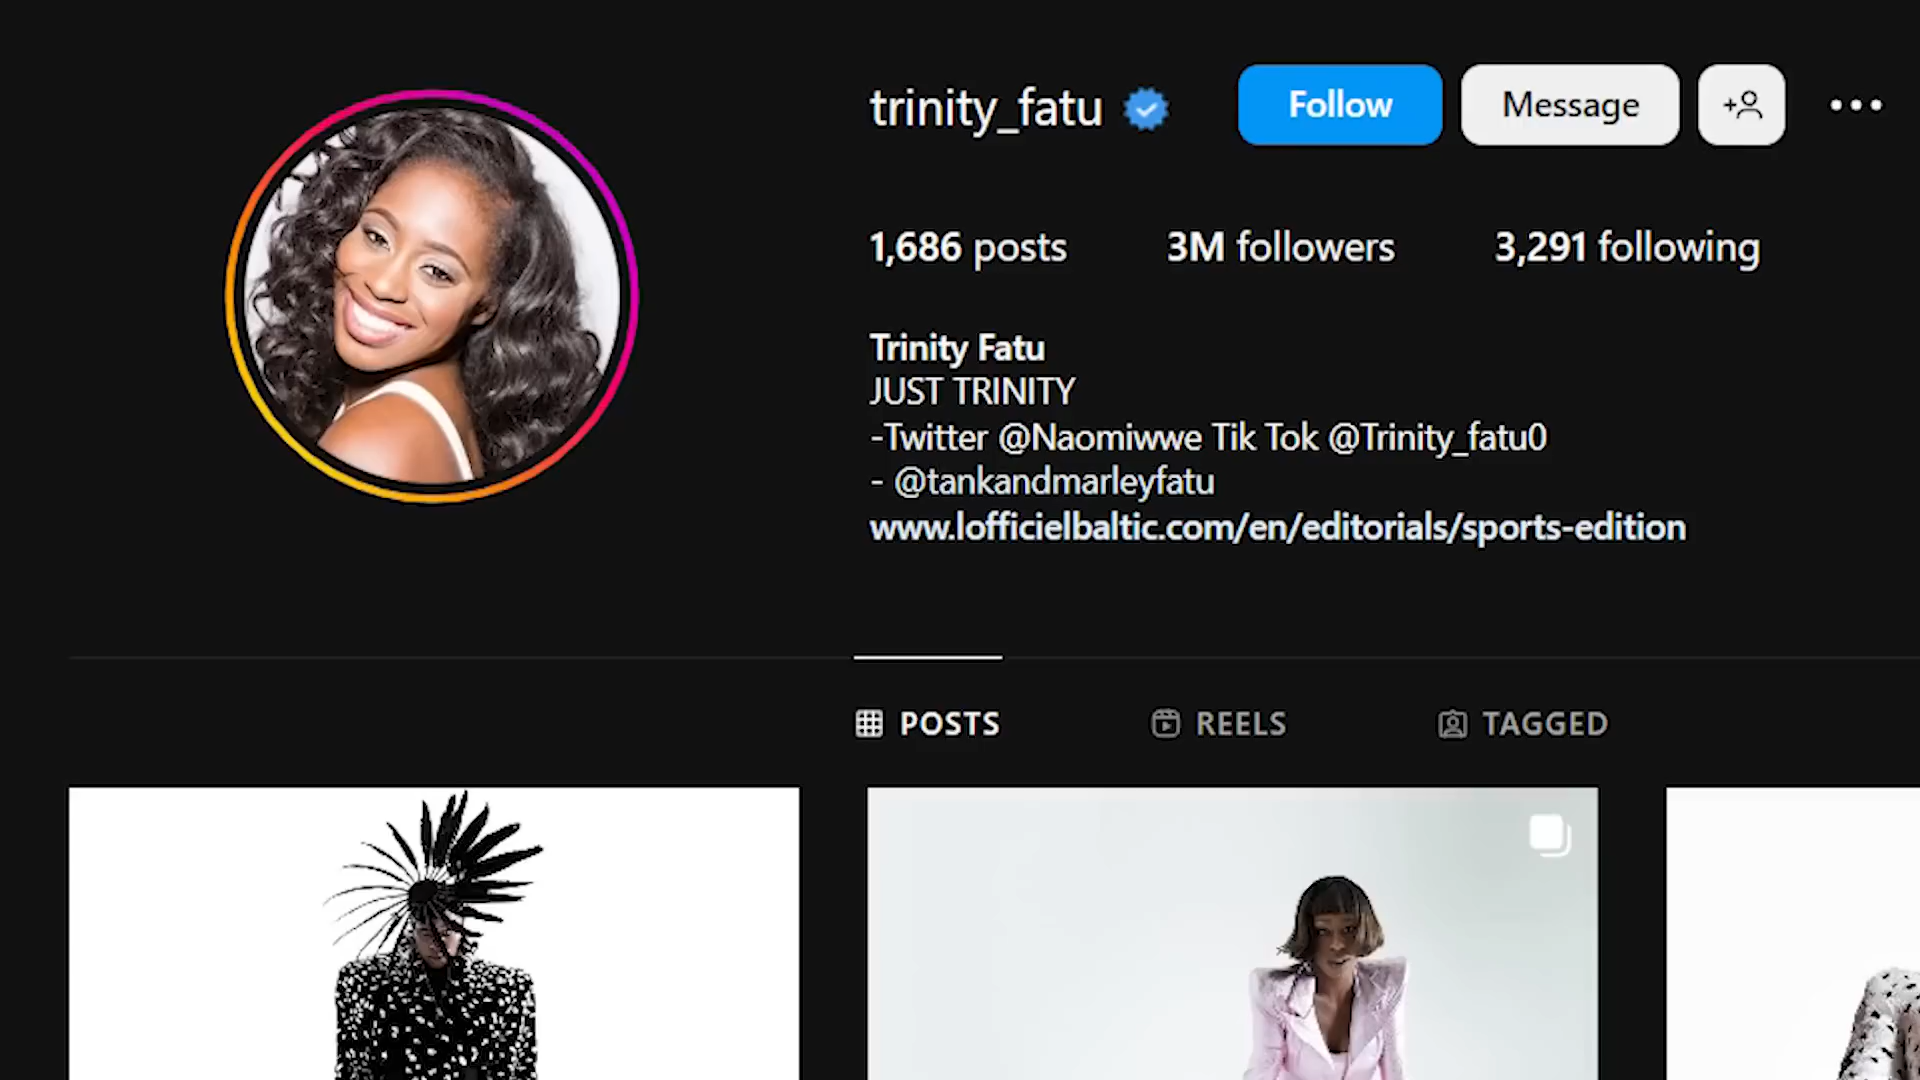 trinity_fatu Follow Message
1,686 posts 3M followers 3,291 following
Trinity Fatu
JUST TRINITY
-Twitter @Naomiwwe Tik Tok @Trinity_fatu0
- @tankandmarleyfatu
www.lofficielbaltic.com/en/editorials/sports-edition
POSTS REELS TAGGED